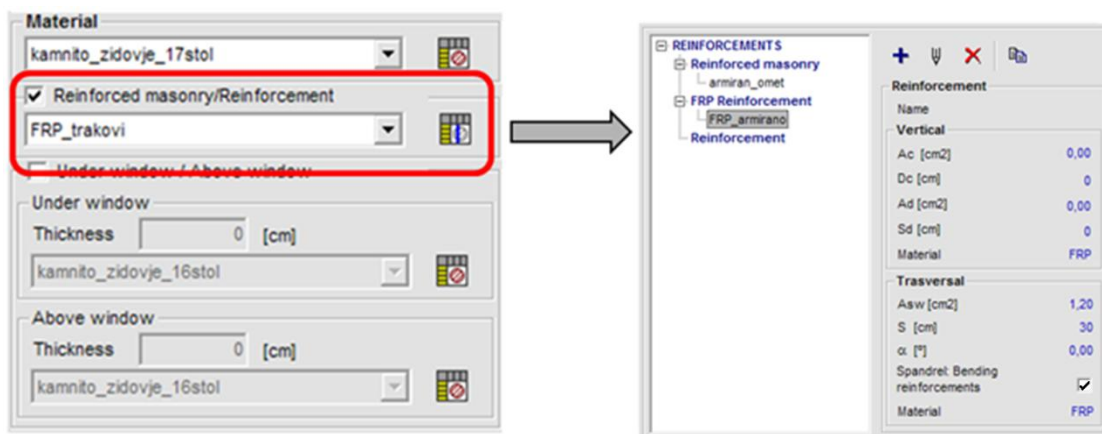 Material
kamnito_zidovje_17stol
Reinforced masonry/Reinforcement
FRP_trakovi
Under window / Above window
Under window
Thickness 0 [cm]
kamnito_zidovje_16stol
Above window
Thickness 0 [cm]
kamnito_zidovje_16stol
REINFORCEMENTS
Reinforced masonry
armiran_omet
FRP Reinforcement
FRP_armirano
Reinforcement
Reinforcement
Name
Vertical
Ac [cm2] 0,00
Dc [cm] 0
Ad [cm2] 0,00
Sd [cm] 0
Material FRP
Trasversal
Asw [cm2] 1,20
S [cm] 30
α [°] 0,00
Spandrel: Bending
reinforcements
Material FRP